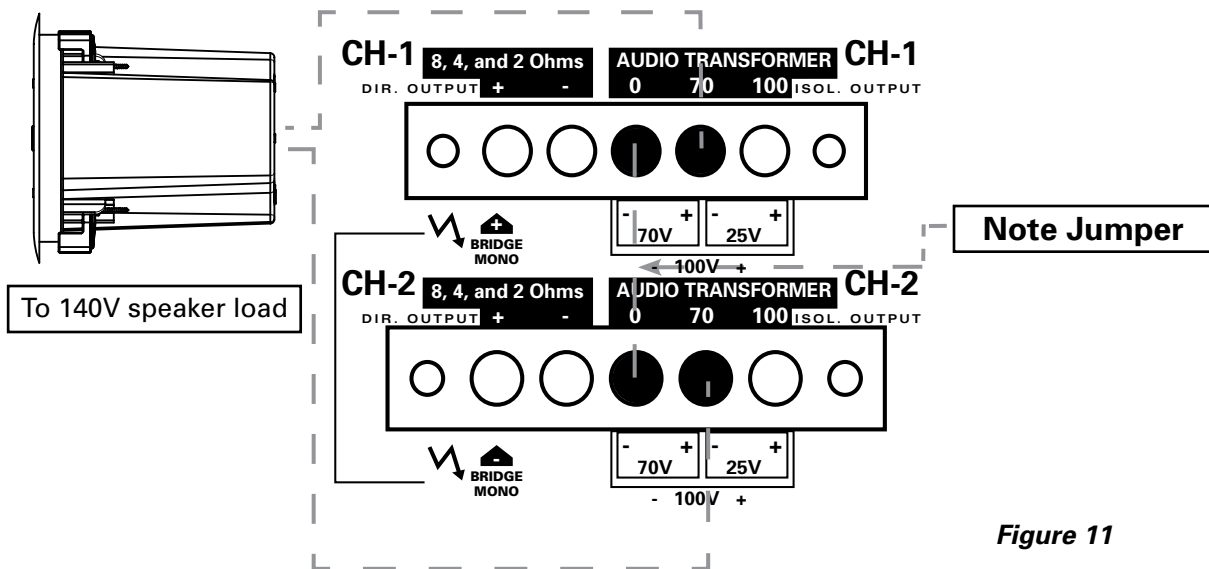 CH-1 8, 4, and 2 Ohms AUDIO TRANSFORMER CH-1
DIR. OUTPUT + - 0 70 100 ISOL. OUTPUT
+
BRIDGE
MONO
- + - +
70V 25V
- 100V +
Note Jumper
To 140V speaker load
CH-2 8, 4, and 2 Ohms AUDIO TRANSFORMER CH-2
DIR. OUTPUT + - 0 70 100 ISOL. OUTPUT
-
BRIDGE
MONO
- + - +
70V 25V
- 100V +
Figure 11